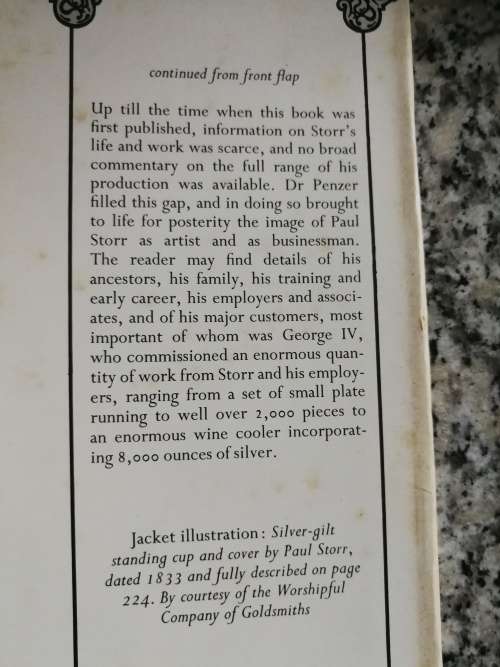 continued from front flap
Up till the time when this book was
first published, information on Storr's
life and work was scarce, and no broad
commentary on the full range of his
production was available. Dr Penzer
filled this gap, and in doing so brought
to life for posterity the image of Paul
Storr as artist and as businessman.
The reader may find details of his
ancestors, his family, his training and
early career, his employers and associ-
ates, and of his major customers, most
important of whom was George IV,
who commissioned an enormous quan-
tity of work from Storr and his employ-
ers, ranging from a set of small plate
running to well over 2,000 pieces to
an enormous wine cooler incorporat-
ing 8,000 ounces of silver.
Jacket illustration: Silver-gilt
standing cup and cover by Paul Storr,
dated 1833 and fully described on page
224. By courtesy of the Worshipful
Company of Goldsmiths